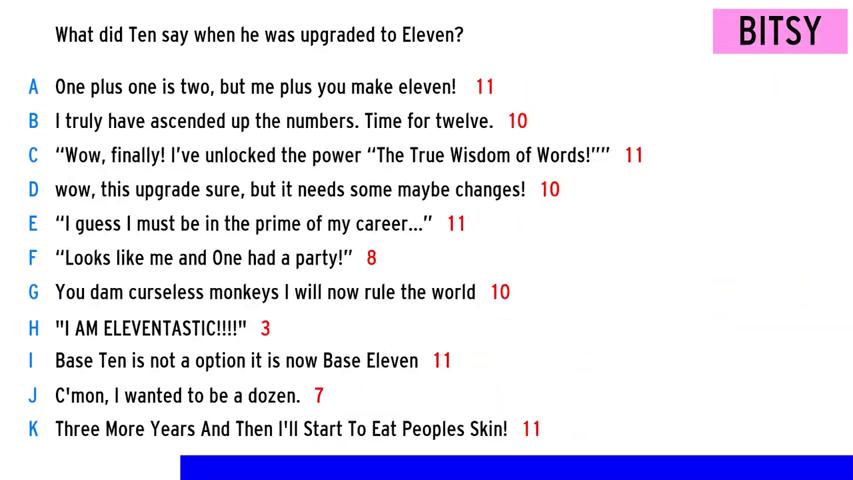 What did Ten say when he was upgraded to Eleven?
BITSY
A One plus one is two, but me plus you make eleven! 11
B I truly have ascended up the numbers. Time for twelve. 10
C “Wow, finally! I’ve unlocked the power “The True Wisdom of Words!”” 11
D wow, this upgrade sure, but it needs some maybe changes! 10
E “I guess I must be in the prime of my career...” 11
F “Looks like me and One had a party!” 8
G You dam curseless monkeys I will now rule the world 10
H "I AM ELEVENTASTIC!!!!" 3
I Base Ten is not a option it is now Base Eleven 11
J C'mon, I wanted to be a dozen. 7
K Three More Years And Then I'll Start To Eat Peoples Skin! 11